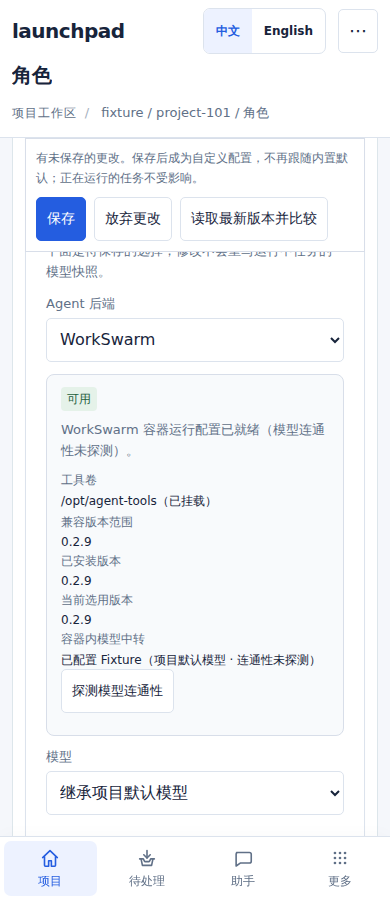 launchpad
中文
English
...
角色
项目工作区 / fixture / project-101 / 角色
有未保存的更改。保存后成为自定义配置，不再跟随内置默
认；正在运行的任务不受影响。
保存
放弃更改
读取最新版本并比较
模型快照。
Agent 后端
WorkSwarm
可用
WorkSwarm 容器运行配置已就绪（模型连通
性未探测）。
工具卷
/opt/agent-tools（已挂载）
兼容版本范围
0.2.9
已安装版本
0.2.9
当前选用版本
0.2.9
容器内模型中转
已配置 Fixture（项目默认模型 · 连通性未探测）
探测模型连通性
模型
继承项目默认模型
项目
待处理
助手
更多